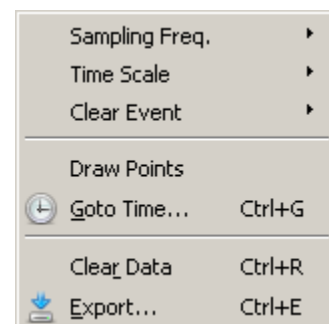 Sampling Freq.
Time Scale
Clear Event
Draw Points
Goto Time... Ctrl+G
Clear Data Ctrl+R
Export... Ctrl+E